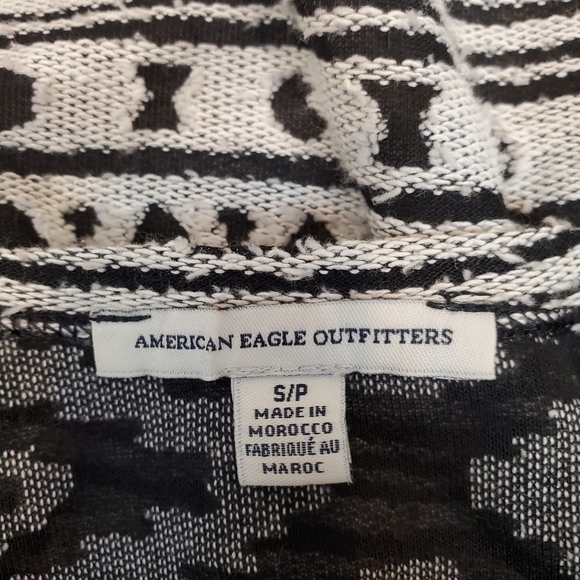 AMERICAN EAGLE OUTFITTERS
S/P
MADE IN
MOROCCO
FABRIQUÉ AU
MAROC